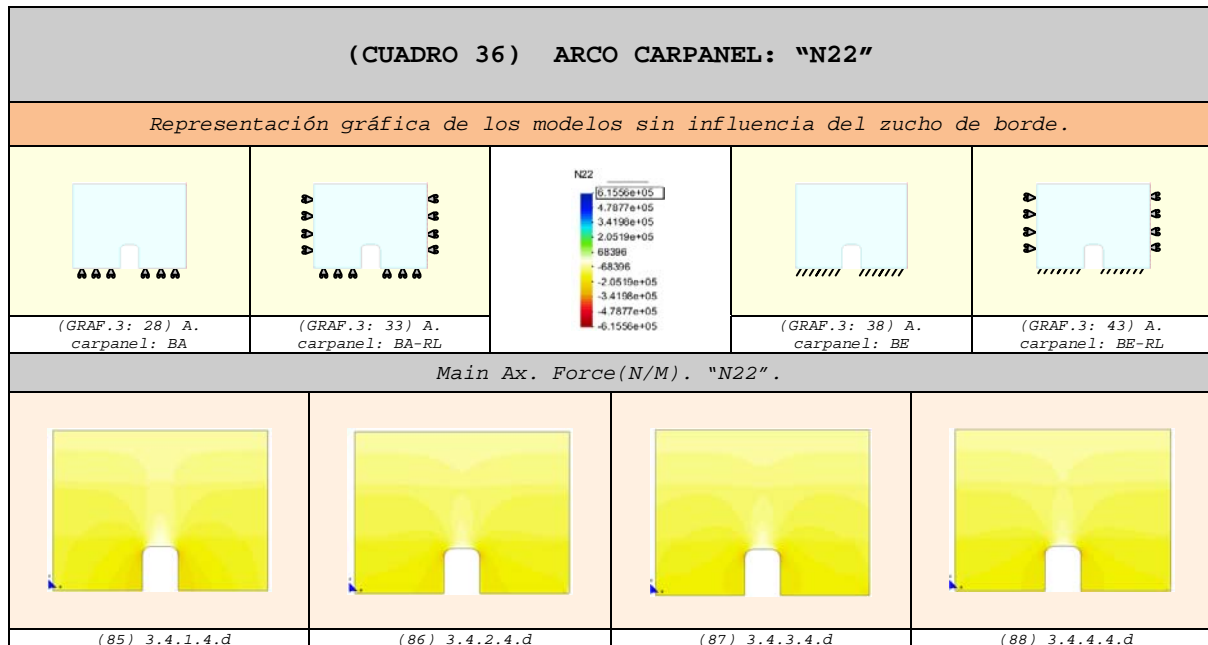 (CUADRO 36) ARCO CARPANEL: “N22”
Representación gráfica de los modelos sin influencia del zucho de borde.
N22
6.1556e+05
4.7877e+05
3.4198e+05
2.0519e+05
68396
-68396
-2.0519e+05
-3.4198e+05
-4.7877e+05
-6.1556e+05
(GRAF.3: 28) A.
carpanel: BA
(GRAF.3: 33) A.
carpanel: BA-RL
(GRAF.3: 38) A.
carpanel: BE
(GRAF.3: 43) A.
carpanel: BE-RL
Main Ax. Force(N/M). “N22”.
(85) 3.4.1.4.d
(86) 3.4.2.4.d
(87) 3.4.3.4.d
(88) 3.4.4.4.d